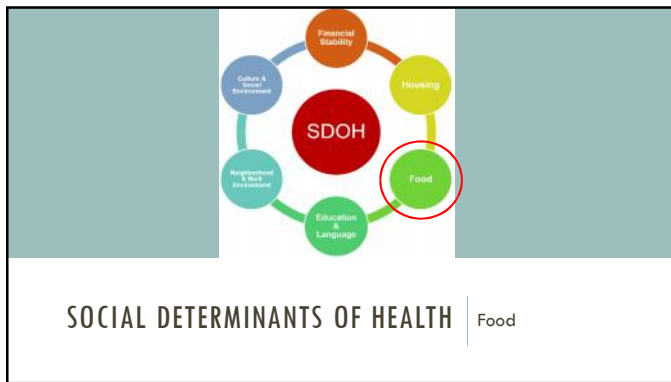 Financial
Stability
Culture &
Social
Environment
Housing
SDOH
Neighborhood
& Built
Environment
Food
Education
&
Language
SOCIAL DETERMINANTS OF HEALTH
Food